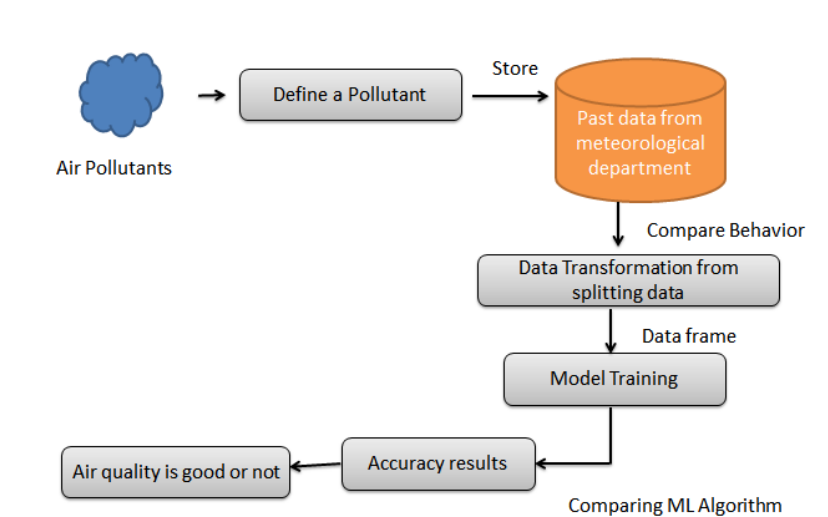 Store
Define a Pollutant
Past data from
meteorological
department
Air Pollutants
Compare Behavior
Data Transformation from
splitting data
Data frame
Model Training
Accuracy results
Air quality is good or not
Comparing ML Algorithm